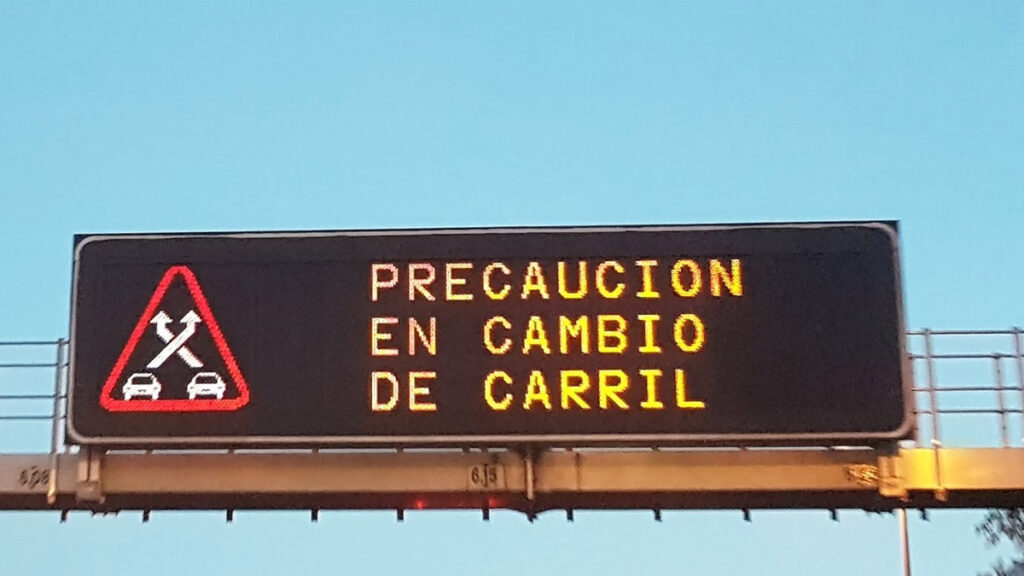 PRECAUCION
EN CAMBIO
DE CARRIL